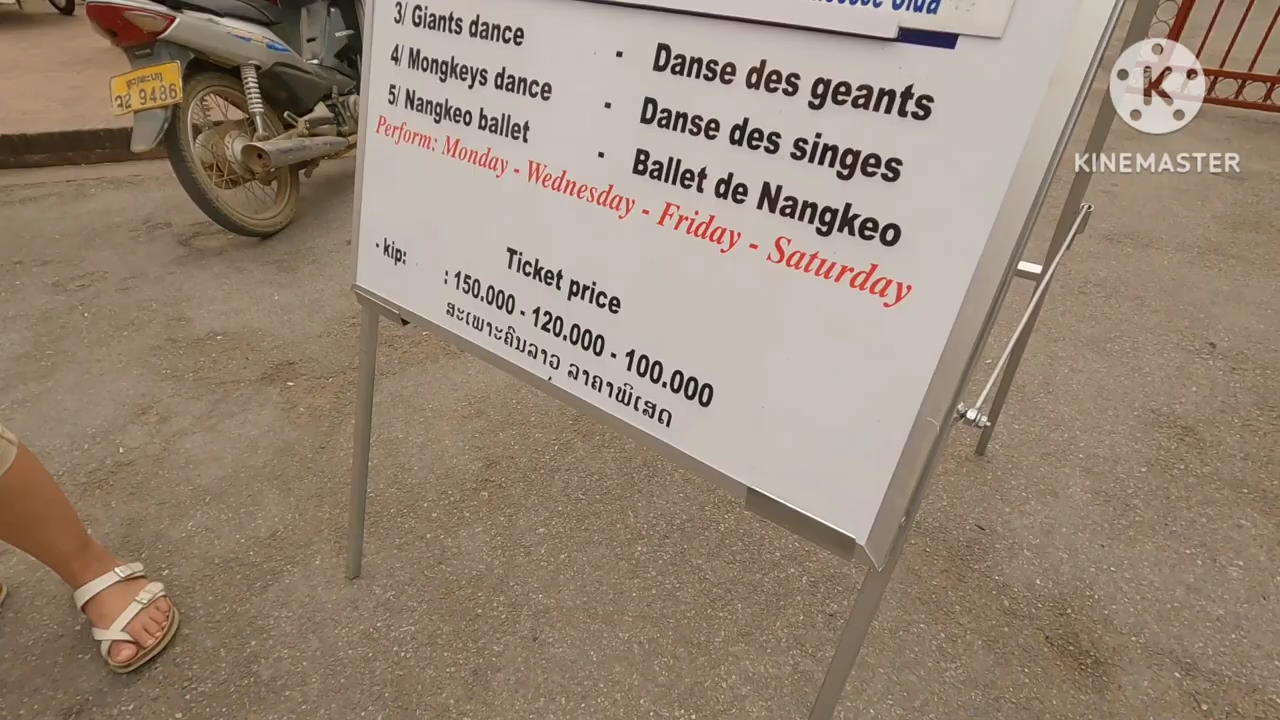 3/ Giants dance - Danse des geants
4/ Mongkeys dance - Danse des singes
5/ Nangkeo ballet - Ballet de Nangkeo
Perform: Monday - Wednesday - Friday - Saturday
Ticket price
- kip: : 150.000 - 120.000 - 100.000
ສະເພາະຄົນລາວ ລາຄາພິເສດ
9486
K
KINEMASTER